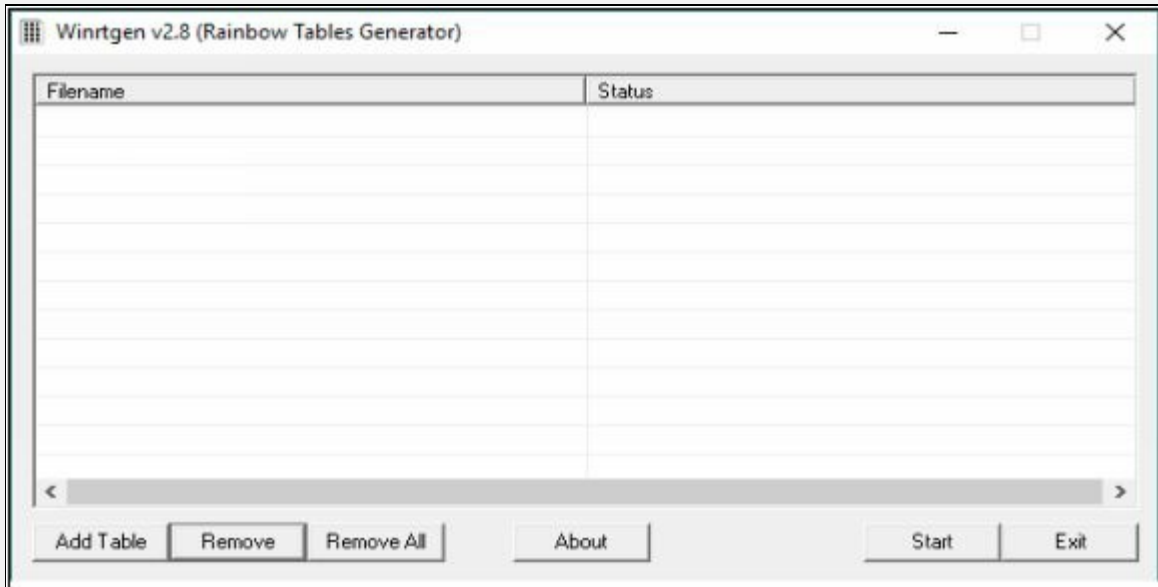 Winrtgen v2.8 (Rainbow Tables Generator)
Filename Status
Add Table Remove Remove All About Start Exit